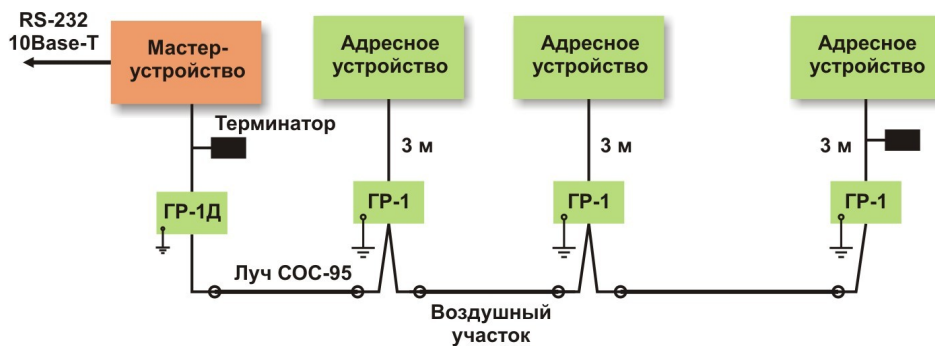 RS-232
10Base-T
Мастер-
устройство
Адресное
устройство
Адресное
устройство
Адресное
устройство
Терминатор
3 м
3 м
3 м
ГР-1Д
ГР-1
ГР-1
ГР-1
Луч СОС-95
Воздушный
участок